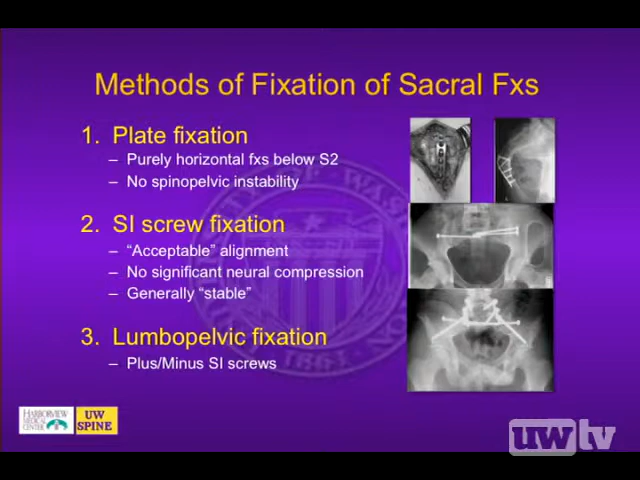 Methods of Fixation of Sacral Fxs
1. Plate fixation
– Purely horizontal fxs below S2
– No spinopelvic instability
2. SI screw fixation
– “Acceptable” alignment
– No significant neural compression
– Generally “stable”
3. Lumbopelvic fixation
– Plus/Minus SI screws
1861
HARBORVIEW
MEDICAL
CENTER
UW
SPINE
uwtv